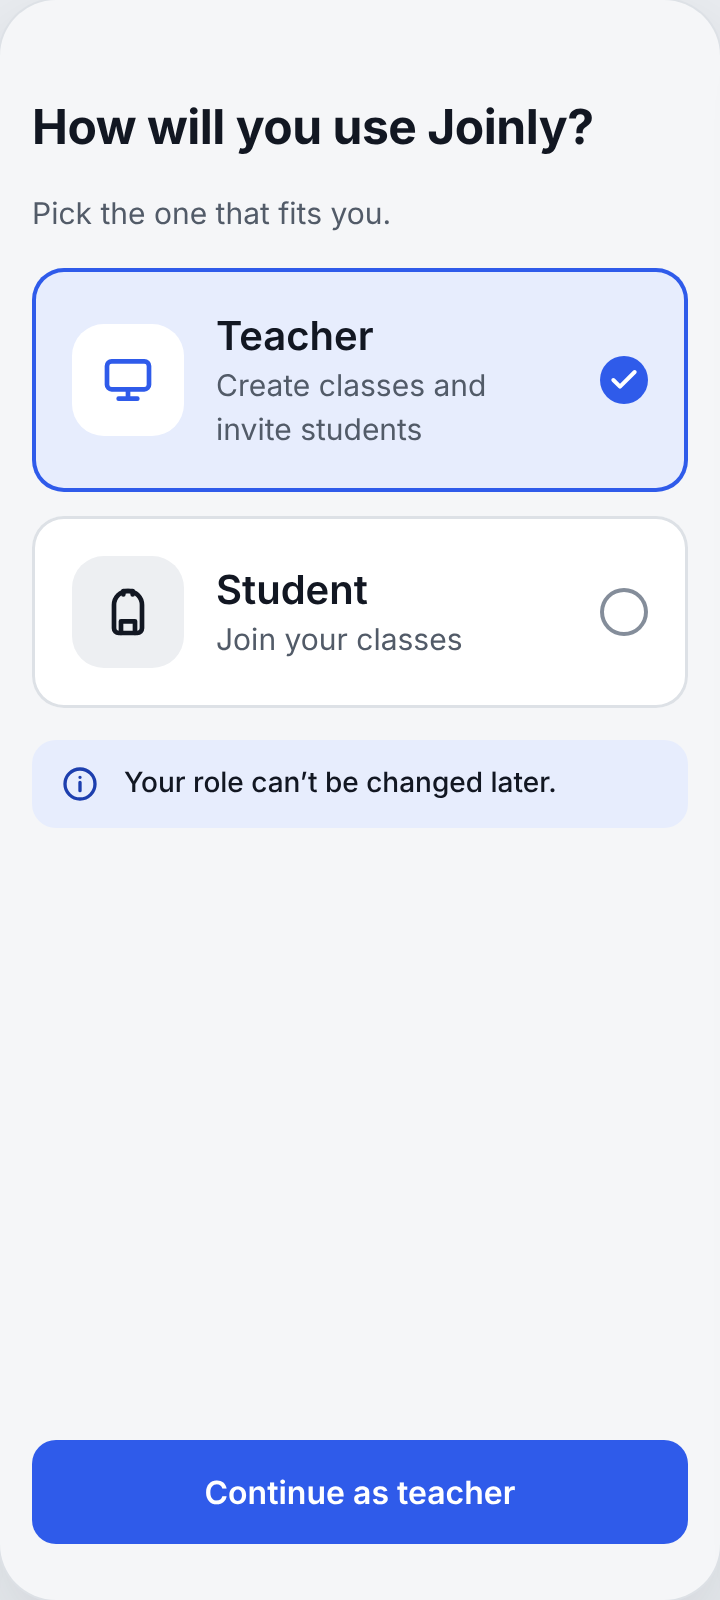 How will you use Joinly?
Pick the one that fits you.
Teacher
Create classes and
invite students
Student
Join your classes
Your role can’t be changed later.
Continue as teacher